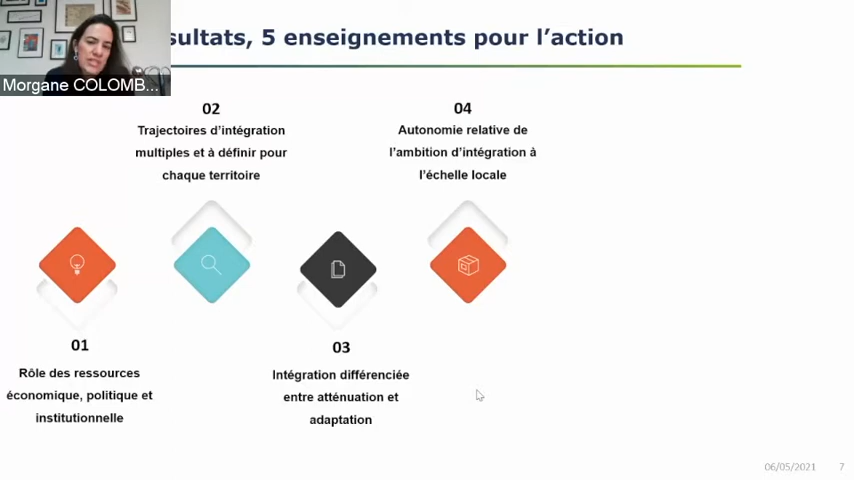 sultats, 5 enseignements pour l’action
Morgane COLOMB...
02
Trajectoires d’intégration
multiples et à définir pour
chaque territoire
04
Autonomie relative de
l’ambition d’intégration à
l’échelle locale
01
Rôle des ressources
économique, politique et
institutionnelle
03
Intégration différenciée
entre atténuation et
adaptation
06/05/2021
7